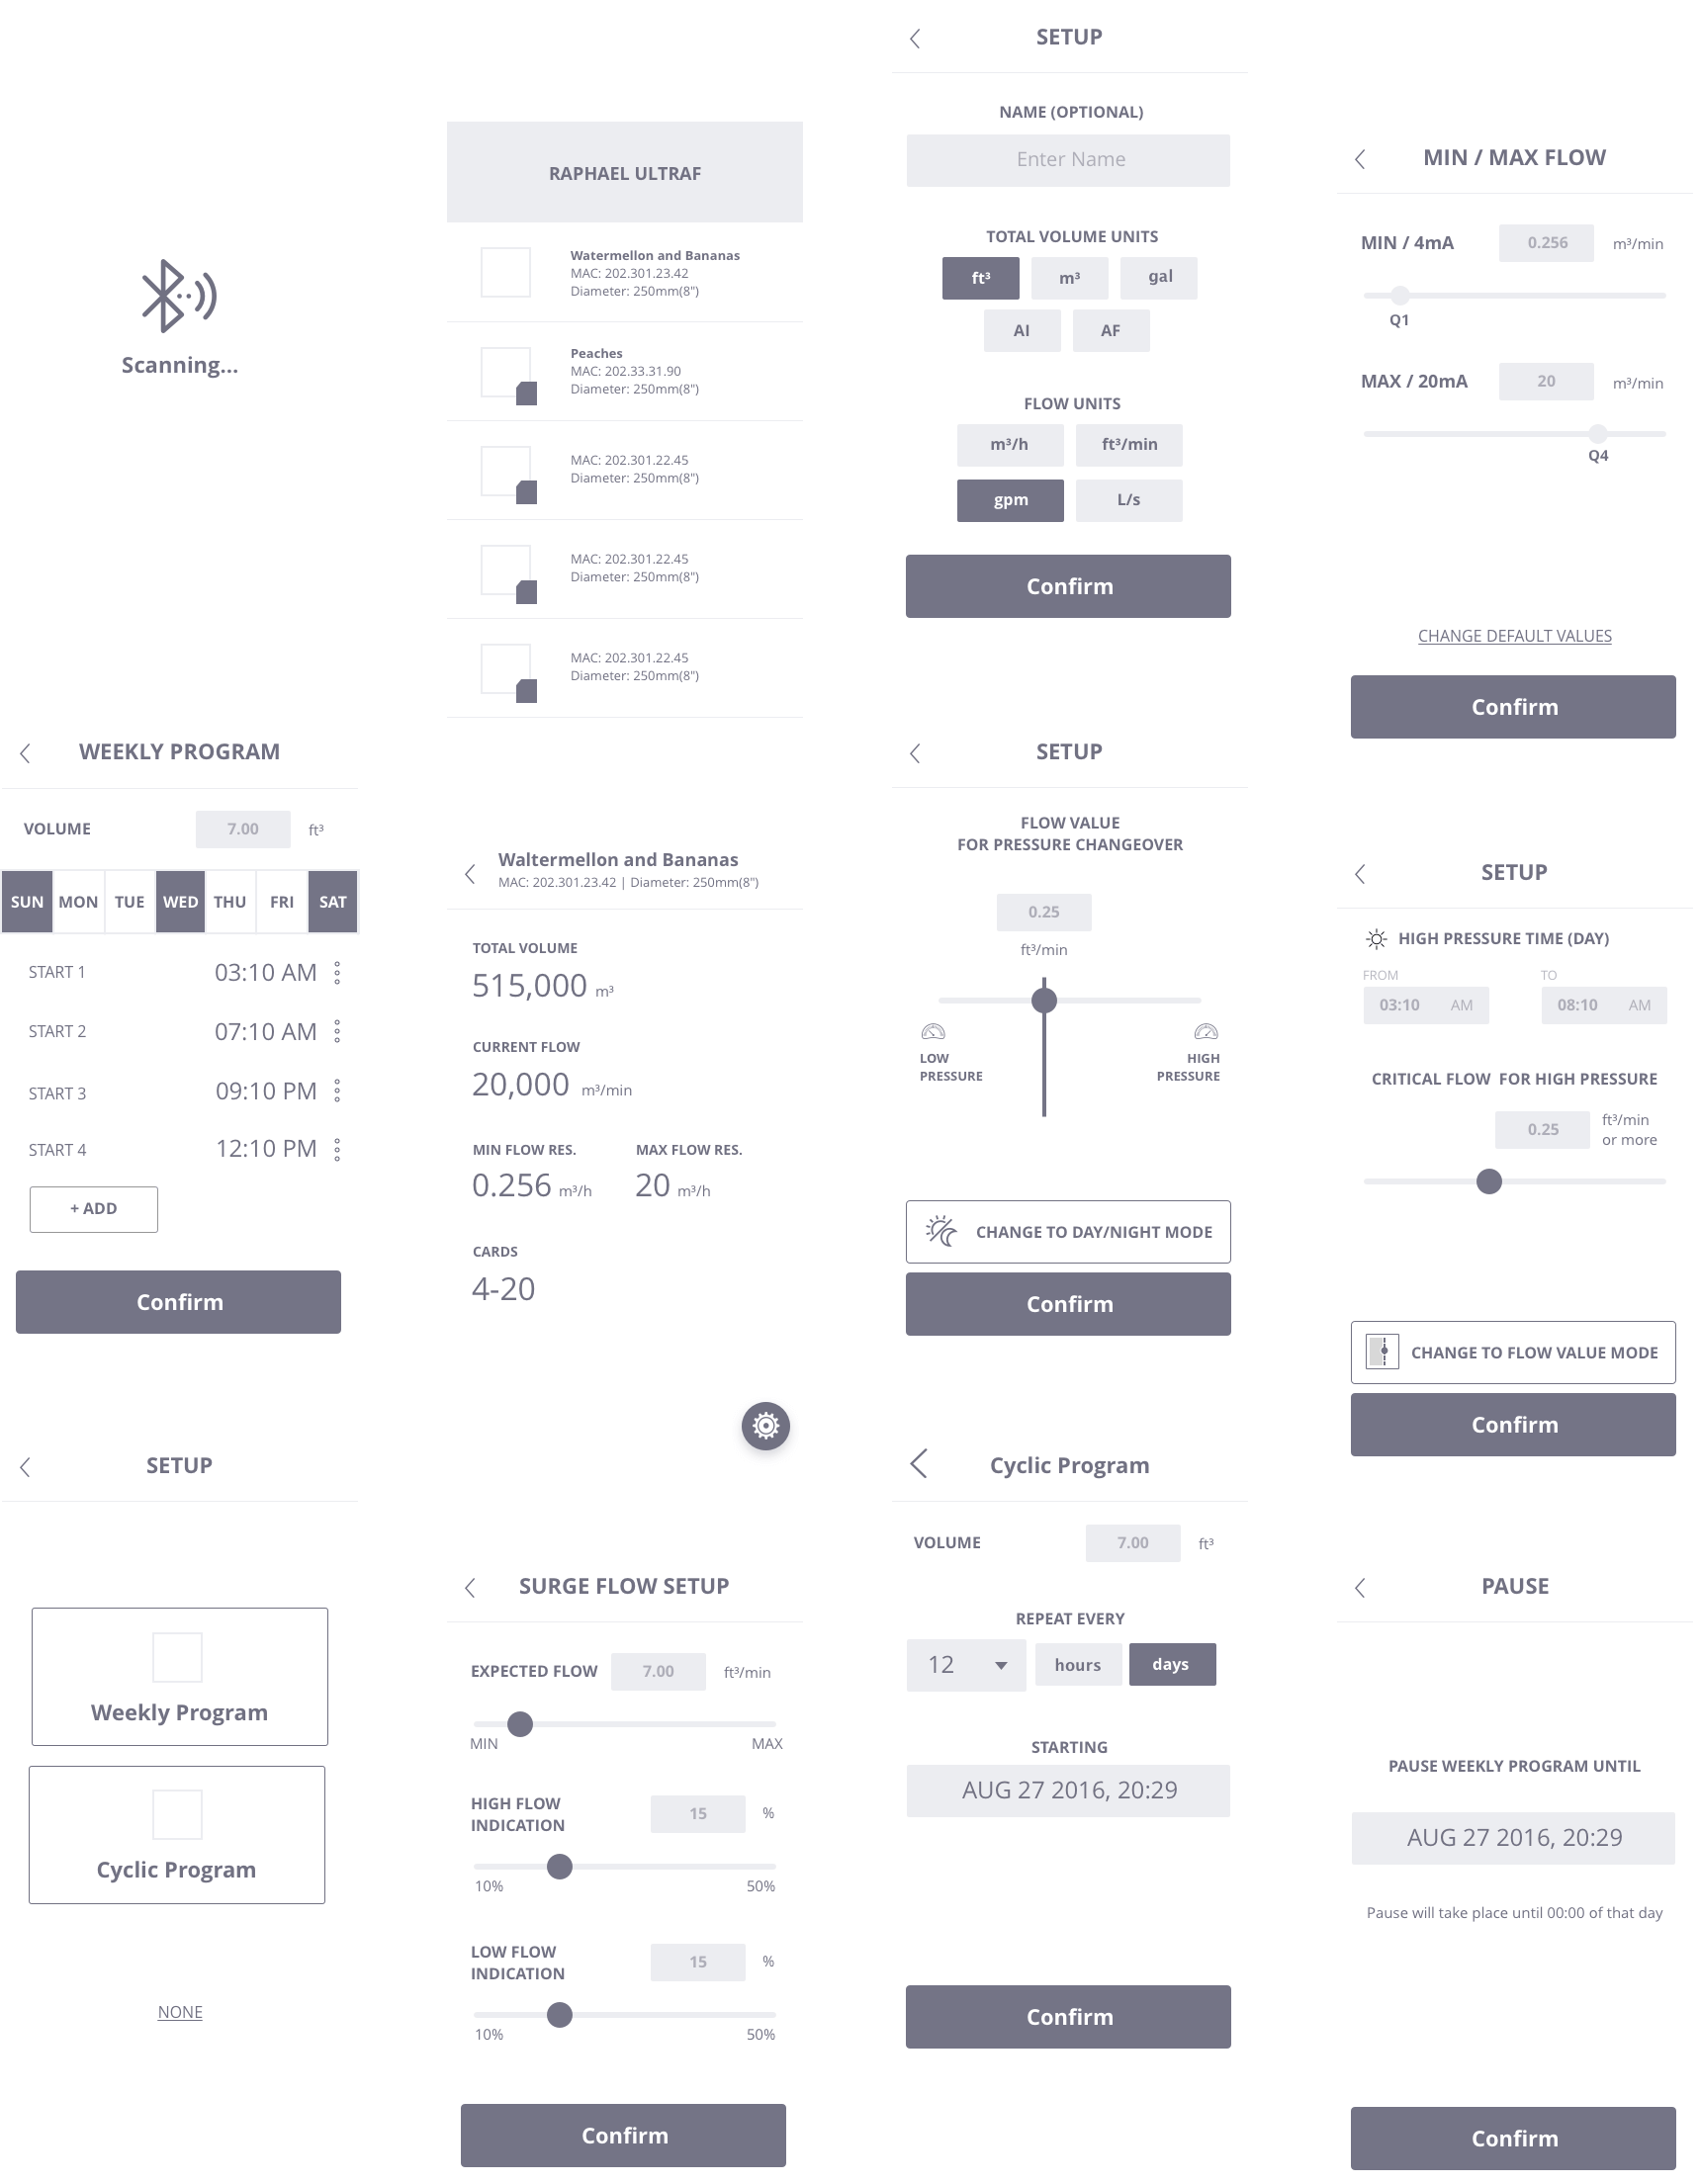 Scanning...
RAPHAEL ULTRAF
Watermellon and Bananas
MAC: 202.301.23.42
Diameter: 250mm(8")
Peaches
MAC: 202.33.31.90
Diameter: 250mm(8")
MAC: 202.301.22.45
Diameter: 250mm(8")
MAC: 202.301.22.45
Diameter: 250mm(8")
MAC: 202.301.22.45
Diameter: 250mm(8")
SETUP
NAME (OPTIONAL)
Enter Name
TOTAL VOLUME UNITS
ft³ m³ gal
AI AF
FLOW UNITS
m³/h ft³/min
gpm L/s
Confirm
MIN / MAX FLOW
MIN / 4mA 0.256 m³/min
Q1
MAX / 20mA 20 m³/min
Q4
CHANGE DEFAULT VALUES
Confirm
WEEKLY PROGRAM
VOLUME 7.00 ft³
SUN MON TUE WED THU FRI SAT
START 1 03:10 AM
START 2 07:10 AM
START 3 09:10 PM
START 4 12:10 PM
+ ADD
Confirm
Waltermellon and Bananas
MAC: 202.301.23.42 | Diameter: 250mm(8")
TOTAL VOLUME
515,000 m³
CURRENT FLOW
20,000 m³/min
MIN FLOW RES. MAX FLOW RES.
0.256 m³/h 20 m³/h
CARDS
4-20
SETUP
FLOW VALUE
FOR PRESSURE CHANGEOVER
0.25
ft³/min
LOW HIGH
PRESSURE PRESSURE
CHANGE TO DAY/NIGHT MODE
Confirm
SETUP
HIGH PRESSURE TIME (DAY)
FROM TO
03:10 AM 08:10 AM
CRITICAL FLOW FOR HIGH PRESSURE
0.25 ft³/min
or more
CHANGE TO FLOW VALUE MODE
Confirm
SETUP
Weekly Program
Cyclic Program
NONE
SURGE FLOW SETUP
EXPECTED FLOW 7.00 ft³/min
MIN MAX
HIGH FLOW
INDICATION 15 %
10% 50%
LOW FLOW
INDICATION 15 %
10% 50%
Confirm
Cyclic Program
VOLUME 7.00 ft³
REPEAT EVERY
12 hours days
STARTING
AUG 27 2016, 20:29
Confirm
PAUSE
PAUSE WEEKLY PROGRAM UNTIL
AUG 27 2016, 20:29
Pause will take place until 00:00 of that day
Confirm